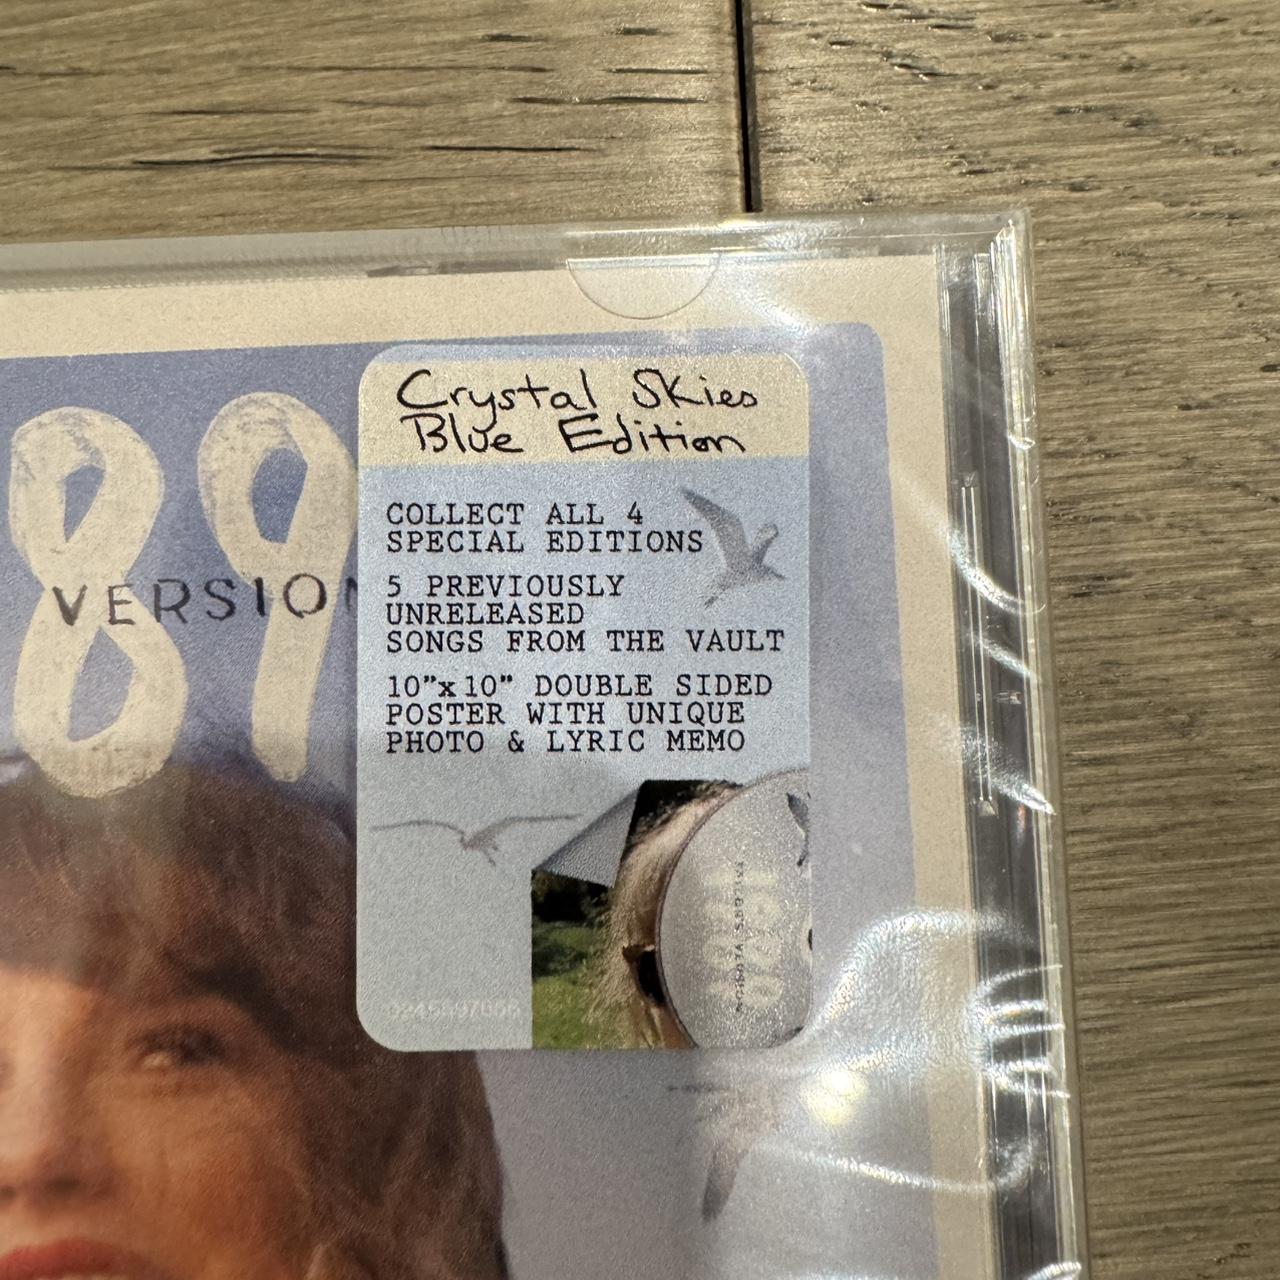 89
VERSION
Crystal Skies
Blue Edition
COLLECT ALL 4
SPECIAL EDITIONS
5 PREVIOUSLY
UNRELEASED
SONGS FROM THE VAULT
10"x10" DOUBLE SIDED
POSTER WITH UNIQUE
PHOTO & LYRIC MEMO